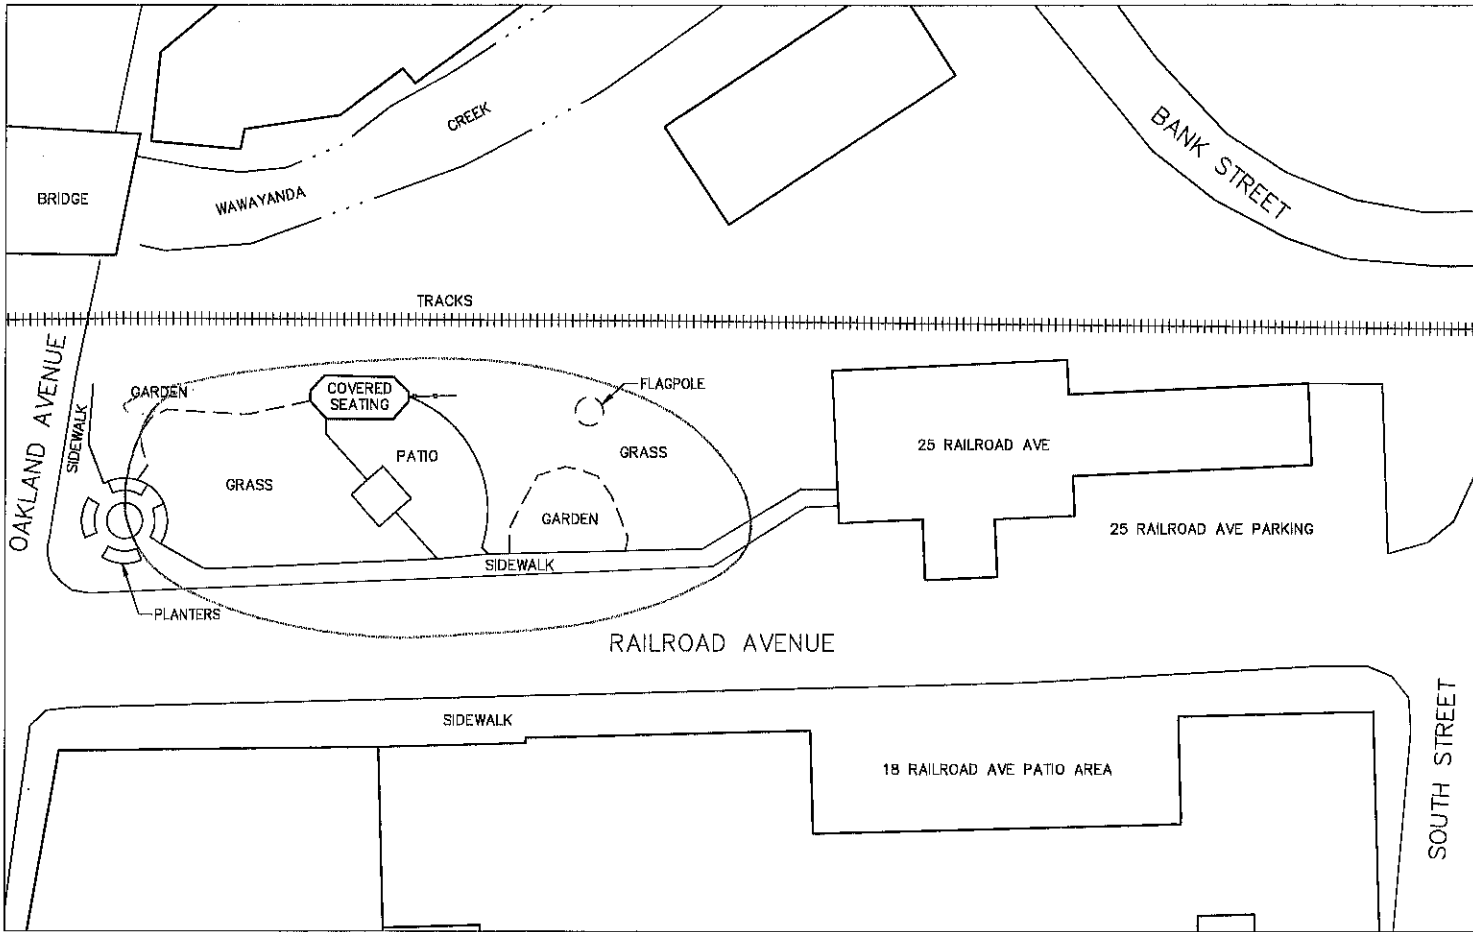 BANK STREET
CREEK
BRIDGE
WAWAYANDA
TRACKS
OAKLAND AVENUE
SIDEWALK
GARDEN
COVERED
SEATING
FLAGPOLE
PATIO
GRASS
GRASS
GARDEN
25 RAILROAD AVE
25 RAILROAD AVE PARKING
SIDEWALK
PLANTERS
RAILROAD AVENUE
SIDEWALK
18 RAILROAD AVE PATIO AREA
SOUTH STREET